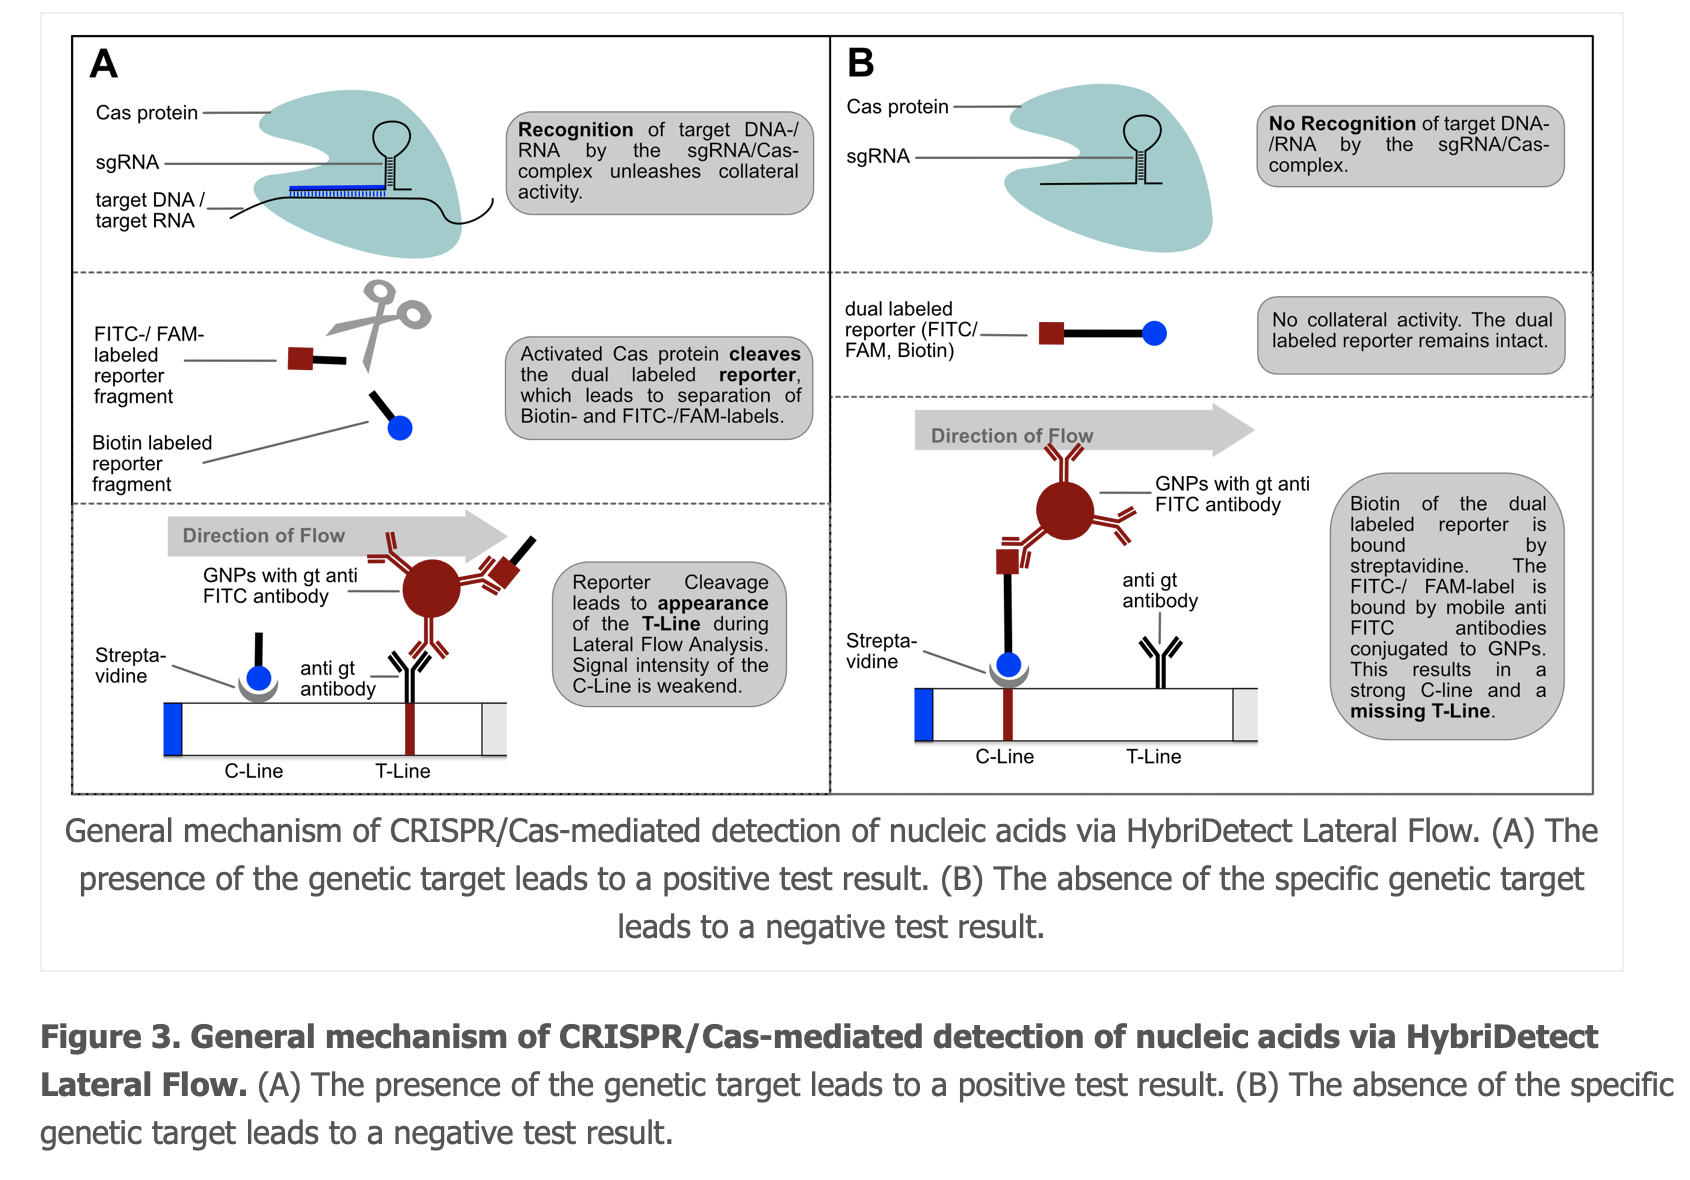 A
Cas protein
sgRNA
target DNA /
target RNA
Recognition of target DNA-/
RNA by the sgRNA/Cas-
complex unleashes collateral
activity.
FITC-/ FAM-
labeled
reporter
fragment
Biotin labeled
reporter
fragment
Activated Cas protein cleaves
the dual labeled reporter,
which leads to separation of
Biotin- and FITC-/FAM-labels.
Direction of Flow
GNPs with gt anti
FITC antibody
Strepta-
vidine
anti gt
antibody
C-Line
T-Line
Reporter Cleavage
leads to appearance
of the T-Line during
Lateral Flow Analysis.
Signal intensity of the
C-Line is weakend.
B
Cas protein
sgRNA
No Recognition of target DNA-
/RNA by the sgRNA/Cas-
complex.
dual labeled
reporter (FITC/
FAM, Biotin)
No collateral activity. The dual
labeled reporter remains intact.
Direction of Flow
GNPs with gt anti
FITC antibody
anti gt
antibody
Strepta-
vidine
C-Line
T-Line
Biotin of the dual
labeled reporter is
bound by
streptavidine. The
FITC-/ FAM-label is
bound by mobile anti
FITC antibodies
conjugated to GNPs.
This results in a
strong C-line and a
missing T-Line.
General mechanism of CRISPR/Cas-mediated detection of nucleic acids via HybriDetect Lateral Flow. (A) The
presence of the genetic target leads to a positive test result. (B) The absence of the specific genetic target
leads to a negative test result.
Figure 3. General mechanism of CRISPR/Cas-mediated detection of nucleic acids via HybriDetect
Lateral Flow. (A) The presence of the genetic target leads to a positive test result. (B) The absence of the specific
genetic target leads to a negative test result.